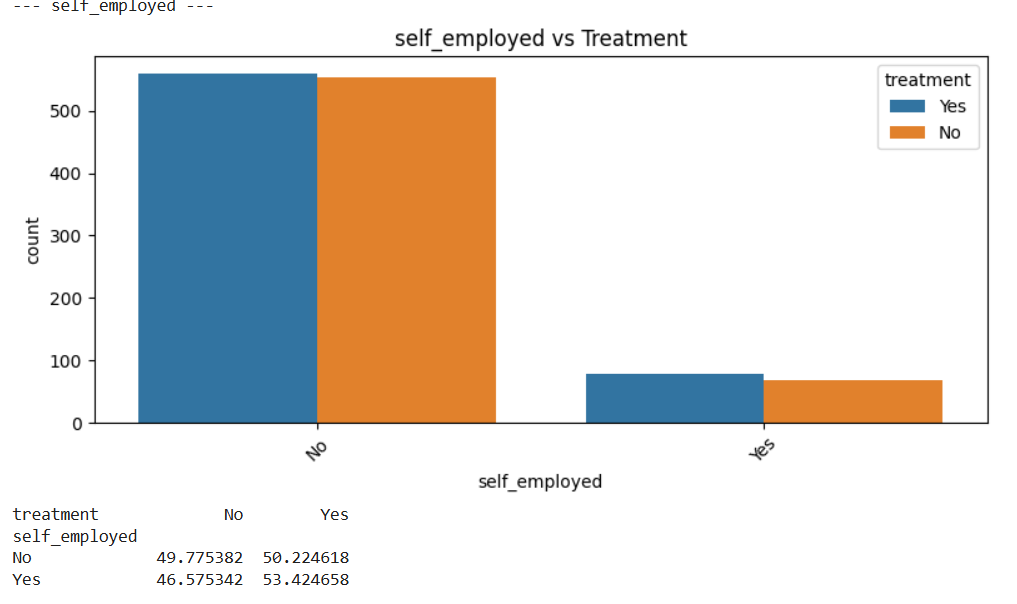 --- self_employed ---
self_employed vs Treatment
treatment
Yes
No
500
400
300
200
100
0
count
No
Yes
self_employed
treatment No Yes
self_employed
No 49.775382 50.224618
Yes 46.575342 53.424658